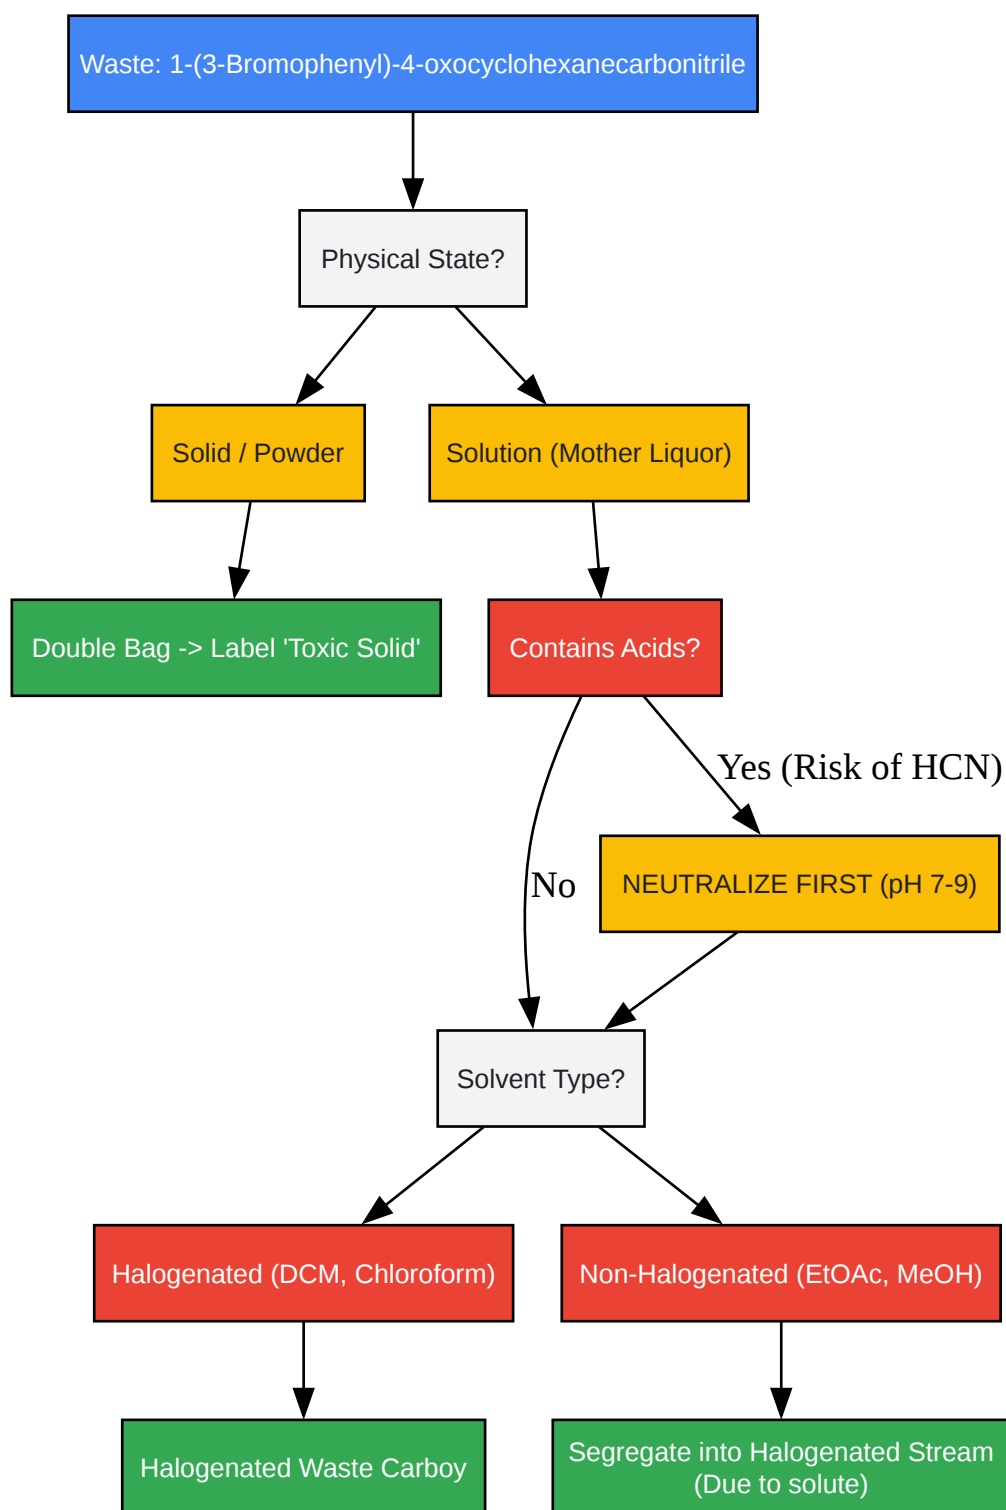 Waste: 1-(3-Bromophenyl)-4-oxocyclohexanecarbonitrile
Physical State?
Solid / Powder
Solution (Mother Liquor)
Double Bag -> Label 'Toxic Solid'
Contains Acids?
Yes (Risk of HCN)
No
NEUTRALIZE FIRST (pH 7-9)
Solvent Type?
Halogenated (DCM, Chloroform)
Non-Halogenated (EtOAc, MeOH)
Halogenated Waste Carboy
Segregate into Halogenated Stream
(Due to solute)